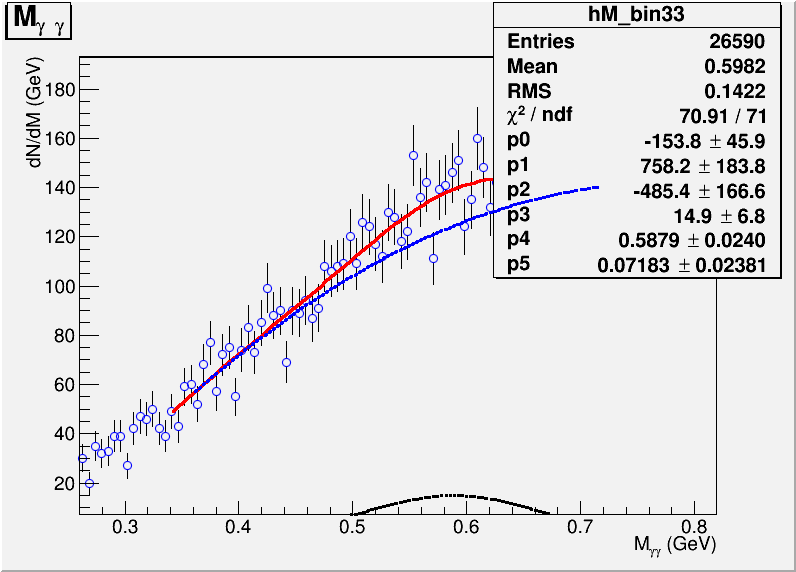 M_γγ
hM_bin33
Entries 26590
Mean 0.5982
RMS 0.1422
χ² / ndf 70.91 / 71
p0 -153.8 ± 45.9
p1 758.2 ± 183.8
p2 -485.4 ± 166.6
p3 14.9 ± 6.8
p4 0.5879 ± 0.0240
p5 0.07183 ± 0.02381
dN/dM (GeV)
180
160
140
120
100
80
60
40
20
0.3 0.4 0.5 0.6 0.7 0.8
M_γγ (GeV)